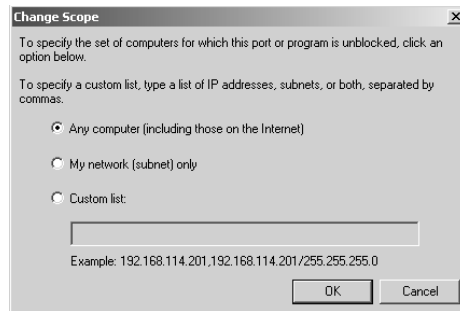 Change Scope
To specify the set of computers for which this port or program is unblocked, click an
option below.
To specify a custom list, type a list of IP addresses, subnets, or both, separated by
commas.
Any computer (including those on the Internet)
My network (subnet) only
Custom list:
Example: 192.168.114.201,192.168.114.201/255.255.255.0
OK
Cancel